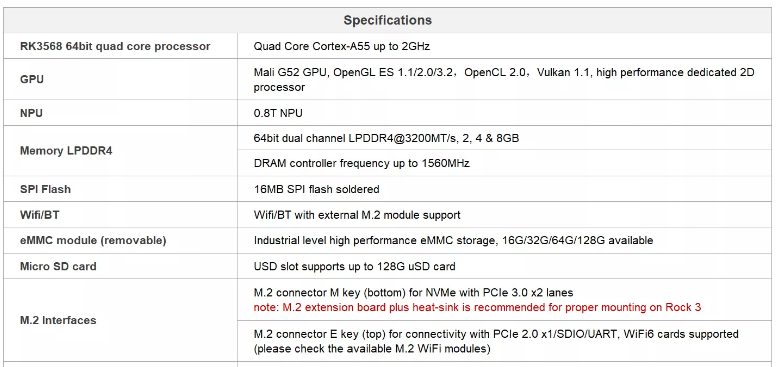 Specifications
RK3568 64bit quad core processor
Quad Core Cortex-A55 up to 2GHz
GPU
Mali G52 GPU, OpenGL ES 1.1/2.0/3.2，OpenCL 2.0，Vulkan 1.1, high performance dedicated 2D
processor
NPU
0.8T NPU
Memory LPDDR4
64bit dual channel LPDDR4@3200MT/s, 2, 4 & 8GB
DRAM controller frequency up to 1560MHz
SPI Flash
16MB SPI flash soldered
Wifi/BT
Wifi/BT with external M.2 module support
eMMC module (removable)
Industrial level high performance eMMC storage, 16G/32G/64G/128G available
Micro SD card
USD slot supports up to 128G uSD card
M.2 Interfaces
M.2 connector M key (bottom) for NVMe with PCIe 3.0 x2 lanes
note: M.2 extension board plus heat-sink is recommended for proper mounting on Rock 3
M.2 connector E key (top) for connectivity with PCIe 2.0 x1/SDIO/UART, WiFi6 cards supported
(please check the available M.2 WiFi modules)